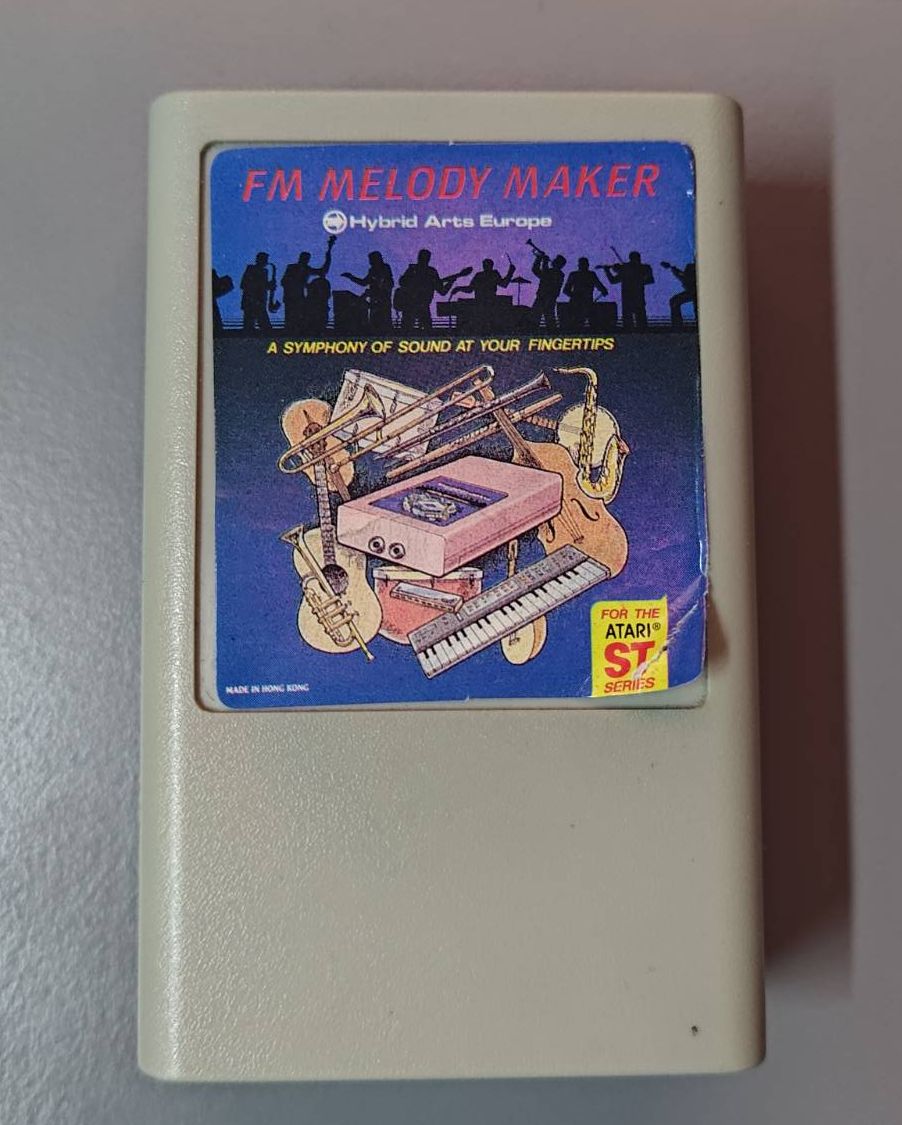 FM MELODY MAKER
Hybrid Arts Europe
A SYMPHONY OF SOUND AT YOUR FINGERTIPS
FOR THE
ATARI®
ST
SERIES
MADE IN HONG KONG